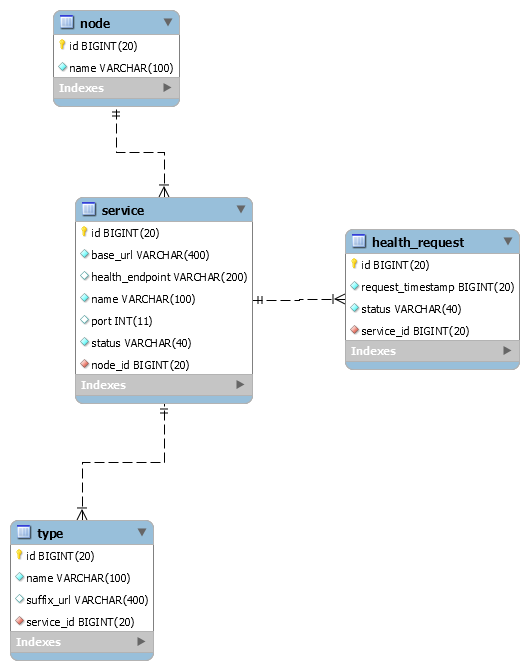 node
id BIGINT(20)
name VARCHAR(100)
Indexes
service
id BIGINT(20)
base_url VARCHAR(400)
health_endpoint VARCHAR(200)
name VARCHAR(100)
port INT(11)
status VARCHAR(40)
node_id BIGINT(20)
Indexes
health_request
id BIGINT(20)
request_timestamp BIGINT(20)
status VARCHAR(40)
service_id BIGINT(20)
Indexes
type
id BIGINT(20)
name VARCHAR(100)
suffix_url VARCHAR(400)
service_id BIGINT(20)
Indexes